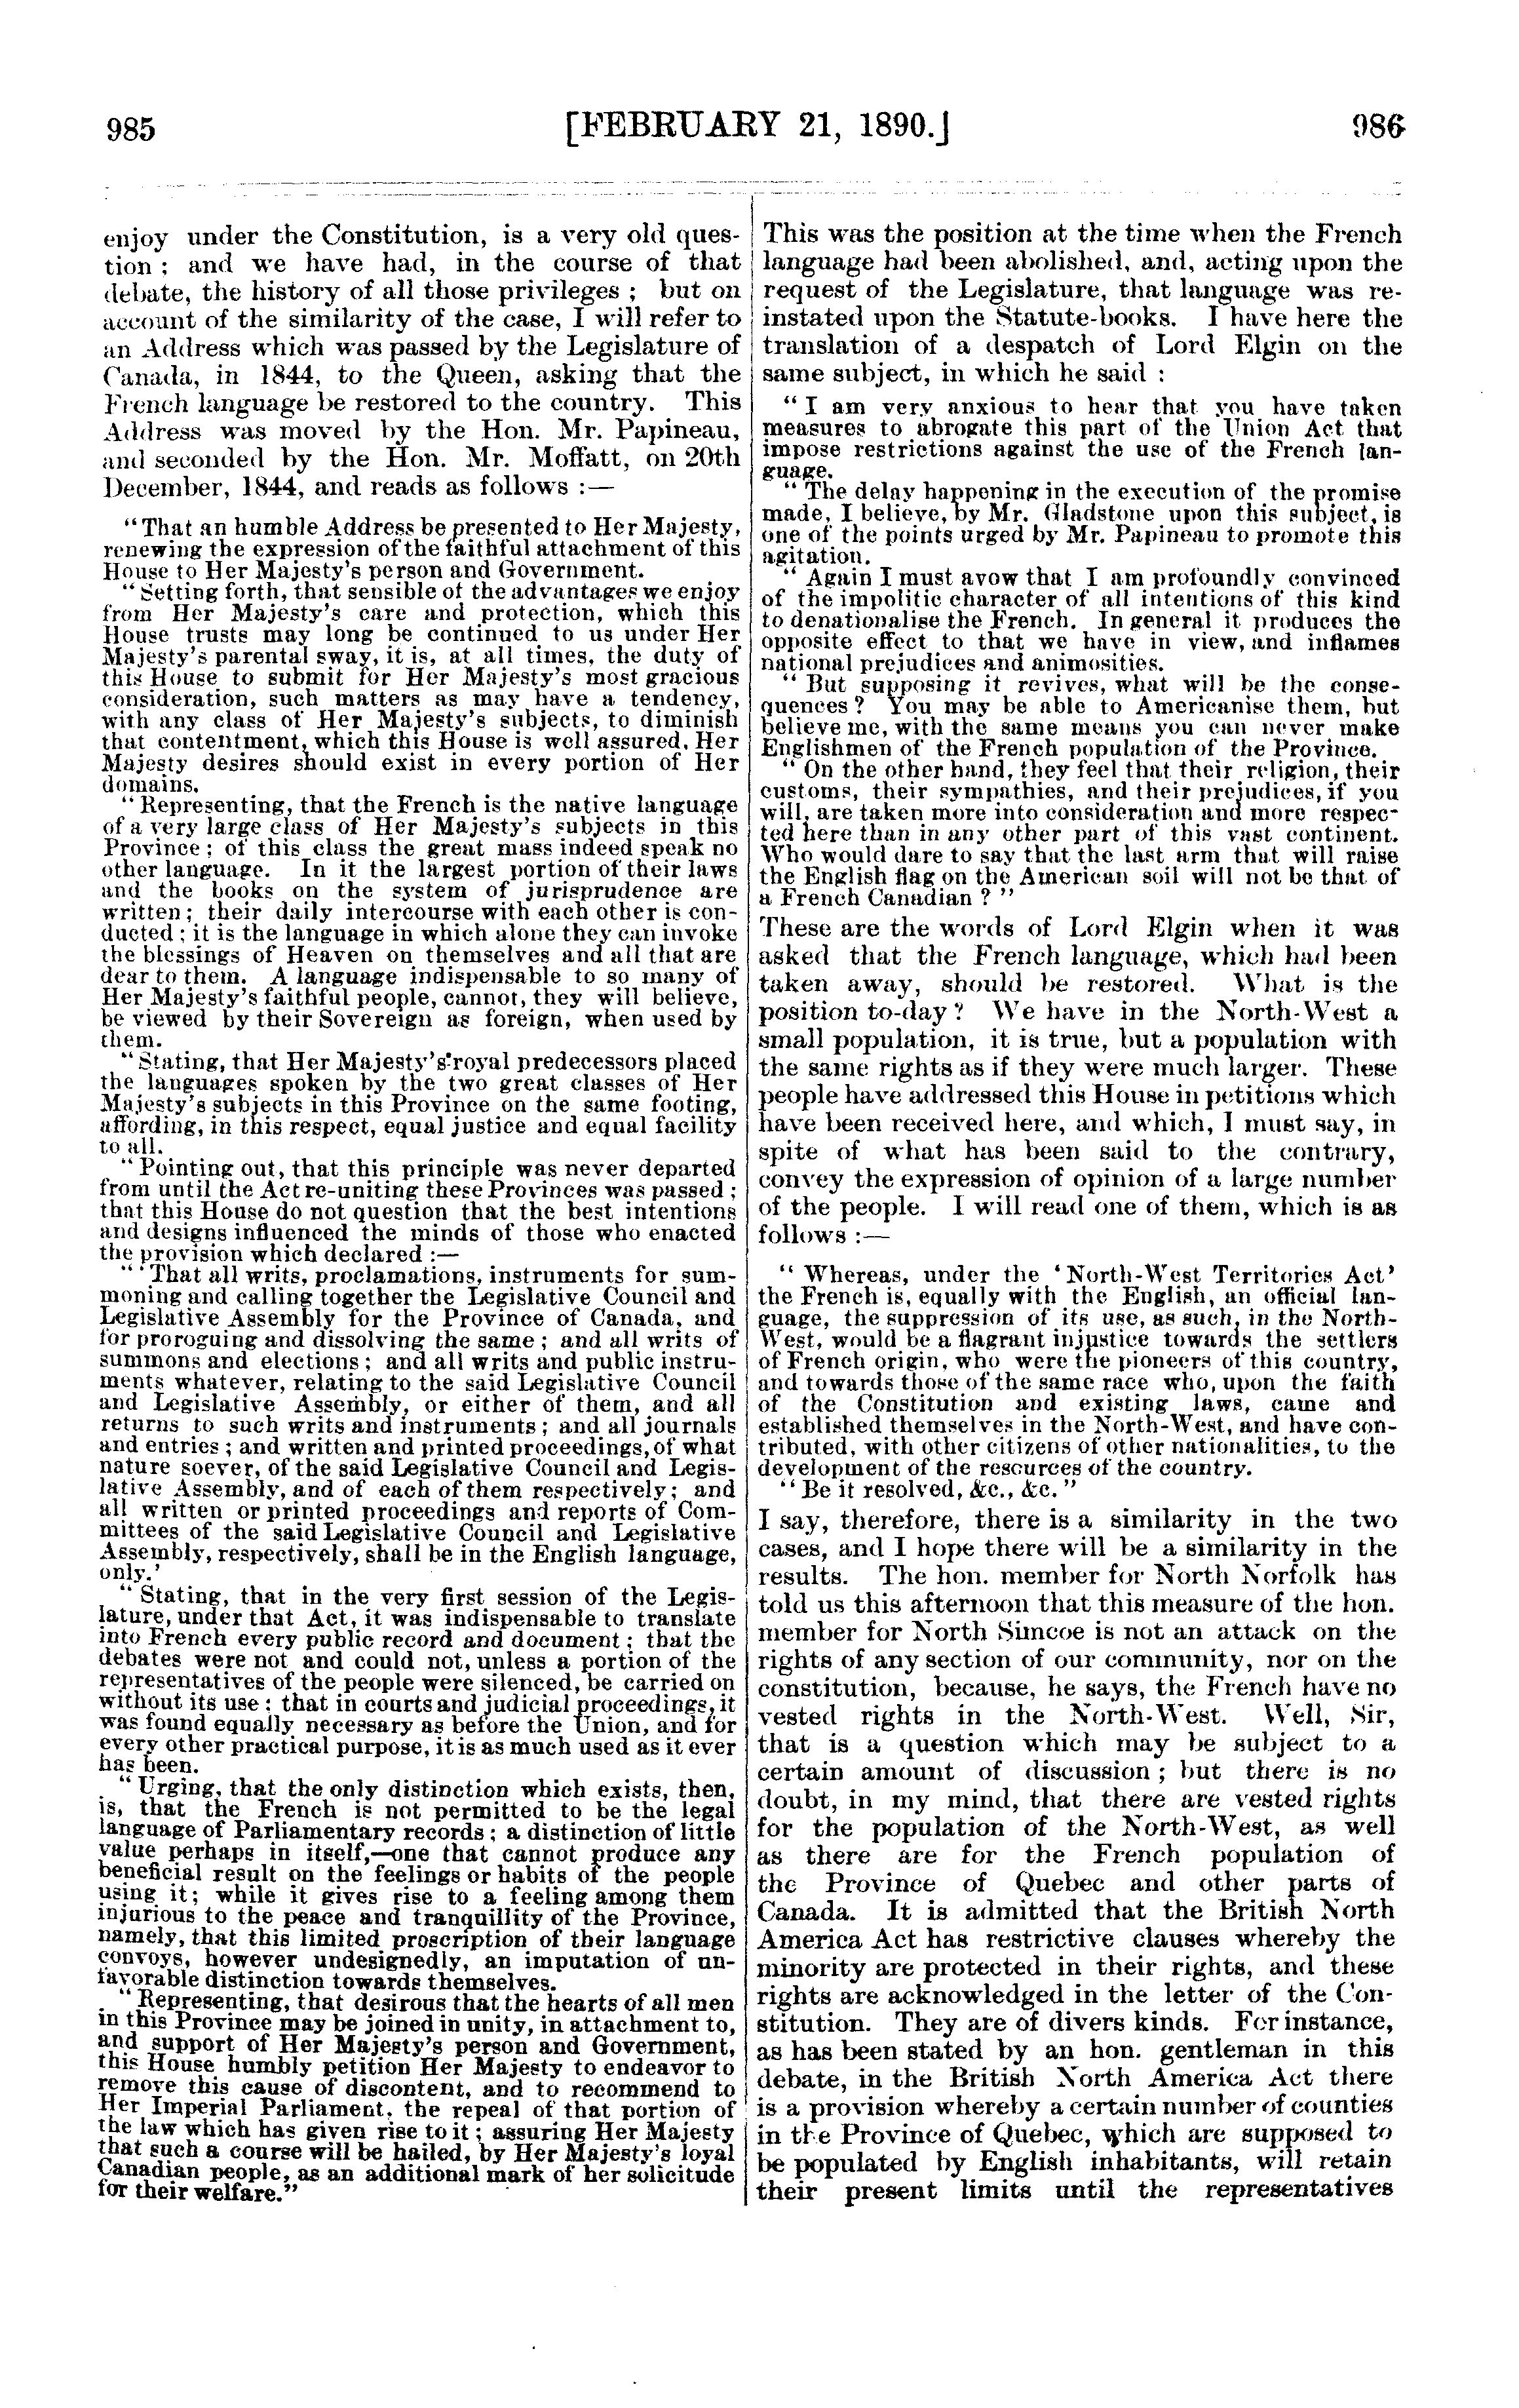 985
[FEBRUARY 21, 1890.]
986
enjoy under the Constitution, is a very old ques-
tion ; and we have had, in the course of that
debate, the history of all those privileges ; but on
account of the similarity of the case, I will refer to
an Address which was passed by the Legislature of
Canada, in 1844, to the Queen, asking that the
French language be restored to the country. This
Address was moved by the Hon. Mr. Papineau,
and seconded by the Hon. Mr. Moffatt, on 20th
December, 1844, and reads as follows :—
"That an humble Address be presented to Her Majesty,
renewing the expression of the faithful attachment of this
House to Her Majesty's person and Government.
"Setting forth, that sensible of the advantages we enjoy
from Her Majesty's care and protection, which this
House trusts may long be continued to us under Her
Majesty's parental sway, it is, at all times, the duty of
this House to submit for Her Majesty's most gracious
consideration, such matters as may have a tendency,
with any class of Her Majesty's subjects, to diminish
that contentment, which this House is well assured, Her
Majesty desires should exist in every portion of Her
domains.
"Representing, that the French is the native language
of a very large class of Her Majesty's subjects in this
Province ; of this class the great mass indeed speak no
other language. In it the largest portion of their laws
and the books on the system of jurisprudence are
written ; their daily intercourse with each other is con-
ducted ; it is the language in which alone they can invoke
the blessings of Heaven on themselves and all that are
dear to them. A language indispensable to so many of
Her Majesty's faithful people, cannot, they will believe,
be viewed by their Sovereign as foreign, when used by
them.
"Stating, that Her Majesty's royal predecessors placed
the languages spoken by the two great classes of Her
Majesty's subjects in this Province on the same footing,
affording, in this respect, equal justice and equal facility
to all.
"Pointing out, that this principle was never departed
from until the Act re-uniting these Provinces was passed ;
that this House do not question that the best intentions
and designs influenced the minds of those who enacted
the provision which declared :—
"'That all writs, proclamations, instruments for sum-
moning and calling together the Legislative Council and
Legislative Assembly for the Province of Canada, and
for proroguing and dissolving the same ; and all writs of
summons and elections ; and all writs and public instru-
ments whatever, relating to the said Legislative Council
and Legislative Assembly, or either of them, and all
returns to such writs and instruments ; and all journals
and entries ; and written and printed proceedings, of what
nature soever, of the said Legislative Council and Legis-
lative Assembly, and of each of them respectively; and
all written or printed proceedings and reports of Com-
mittees of the said Legislative Council and Legislative
Assembly, respectively, shall be in the English language,
only.'
"Stating, that in the very first session of the Legis-
lature, under that Act, it was indispensable to translate
into French every public record and document ; that the
debates were not and could not, unless a portion of the
representatives of the people were silenced, be carried on
without its use ; that in courts and judicial proceedings, it
was found equally necessary as before the Union, and for
every other practical purpose, it is as much used as it ever
has been.
"Urging, that the only distinction which exists, then,
is, that the French is not permitted to be the legal
language of Parliamentary records ; a distinction of little
value perhaps in itself,—one that cannot produce any
beneficial result on the feelings or habits of the people
using it; while it gives rise to a feeling among them
injurious to the peace and tranquillity of the Province,
namely, that this limited proscription of their language
convoys, however undesignedly, an imputation of un-
favorable distinction towards themselves.
"Representing, that desirous that the hearts of all men
in this Province may be joined in unity, in attachment to,
and support of Her Majesty's person and Government,
this House humbly petition Her Majesty to endeavor to
remove this cause of discontent, and to recommend to
Her Imperial Parliament, the repeal of that portion of
the law which has given rise to it ; assuring Her Majesty
that such a course will be hailed, by Her Majesty's loyal
Canadian people, as an additional mark of her solicitude
for their welfare."
This was the position at the time when the French
language had been abolished, and, acting upon the
request of the Legislature, that language was re-
instated upon the Statute-books. I have here the
translation of a despatch of Lord Elgin on the
same subject, in which he said :
"I am very anxious to hear that you have taken
measures to abrogate this part of the Union Act that
impose restrictions against the use of the French lan-
guage.
"The delay happening in the execution of the promise
made, I believe, by Mr. Gladstone upon this subject, is
one of the points urged by Mr. Papineau to promote this
agitation.
"Again I must avow that I am profoundly convinced
of the impolitic character of all intentions of this kind
to denationalise the French. In general it produces the
opposite effect to that we have in view, and inflames
national prejudices and animosities.
"But supposing it revives, what will be the conse-
quences? You may be able to Americanise them, but
believe me, with the same means you can never make
Englishmen of the French population of the Province.
"On the other hand, they feel that their religion, their
customs, their sympathies, and their prejudices, if you
will, are taken more into consideration and more respec-
ted here than in any other part of this vast continent.
Who would dare to say that the last arm that will raise
the English flag on the American soil will not be that of
a French Canadian ? "
These are the words of Lord Elgin when it was
asked that the French language, which had been
taken away, should be restored. What is the
position to-day? We have in the North-West a
small population, it is true, but a population with
the same rights as if they were much larger. These
people have addressed this House in petitions which
have been received here, and which, I must say, in
spite of what has been said to the contrary,
convey the expression of opinion of a large number
of the people. I will read one of them, which is as
follows :—
"Whereas, under the 'North-West Territories Act'
the French is, equally with the English, an official lan-
guage, the suppression of its use, as such, in the North-
West, would be a flagrant injustice towards the settlers
of French origin, who were the pioneers of this country,
and towards those of the same race who, upon the faith
of the Constitution and existing laws, came and
established themselves in the North-West, and have con-
tributed, with other citizens of other nationalities, to the
development of the resources of the country.
"Be it resolved, &c., &c."
I say, therefore, there is a similarity in the two
cases, and I hope there will be a similarity in the
results. The hon. member for North Norfolk has
told us this afternoon that this measure of the hon.
member for North Simcoe is not an attack on the
rights of any section of our community, nor on the
constitution, because, he says, the French have no
vested rights in the North-West. Well, Sir,
that is a question which may be subject to a
certain amount of discussion ; but there is no
doubt, in my mind, that there are vested rights
for the population of the North-West, as well
as there are for the French population of
the Province of Quebec and other parts of
Canada. It is admitted that the British North
America Act has restrictive clauses whereby the
minority are protected in their rights, and these
rights are acknowledged in the letter of the Con-
stitution. They are of divers kinds. For instance,
as has been stated by an hon. gentleman in this
debate, in the British North America Act there
is a provision whereby a certain number of counties
in the Province of Quebec, which are supposed to
be populated by English inhabitants, will retain
their present limits until the representatives